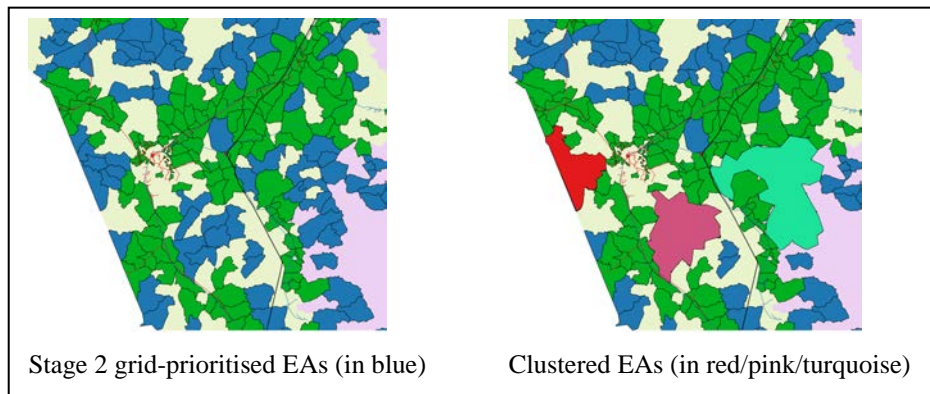 Stage 2 grid-prioritised EAs (in blue)
Clustered EAs (in red/pink/turquoise)